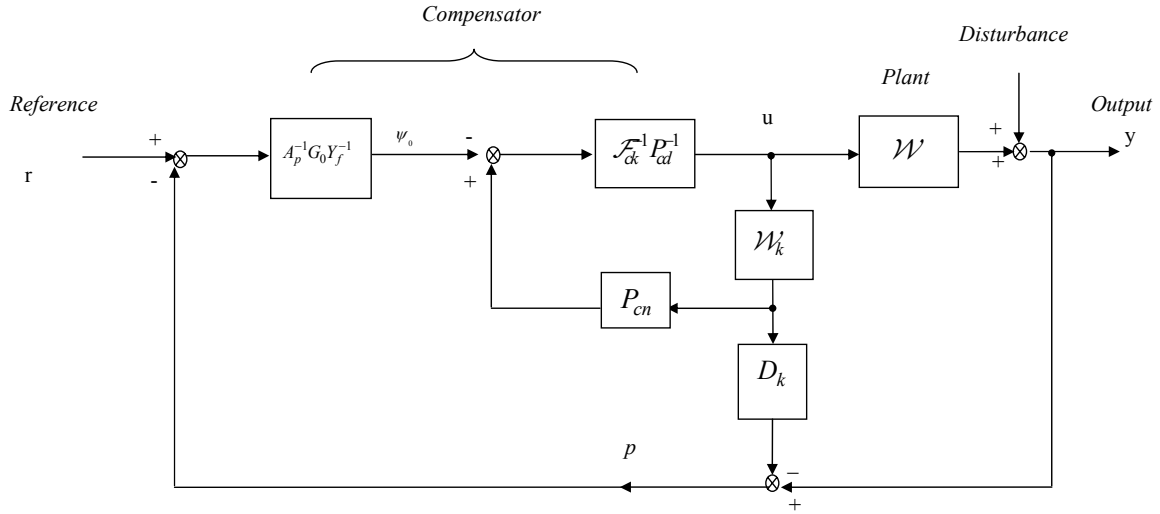 Compensator
Disturbance
Plant
Reference
Output
+
-
A_p^{-1}G_0Y_f^{-1}
ψ_0
-
+
ℱ_{ck}^{-1}P_{cd}^{-1}
u
𝒲
+
+
y
r
𝒲_k
P_{cn}
D_k
p
−
+